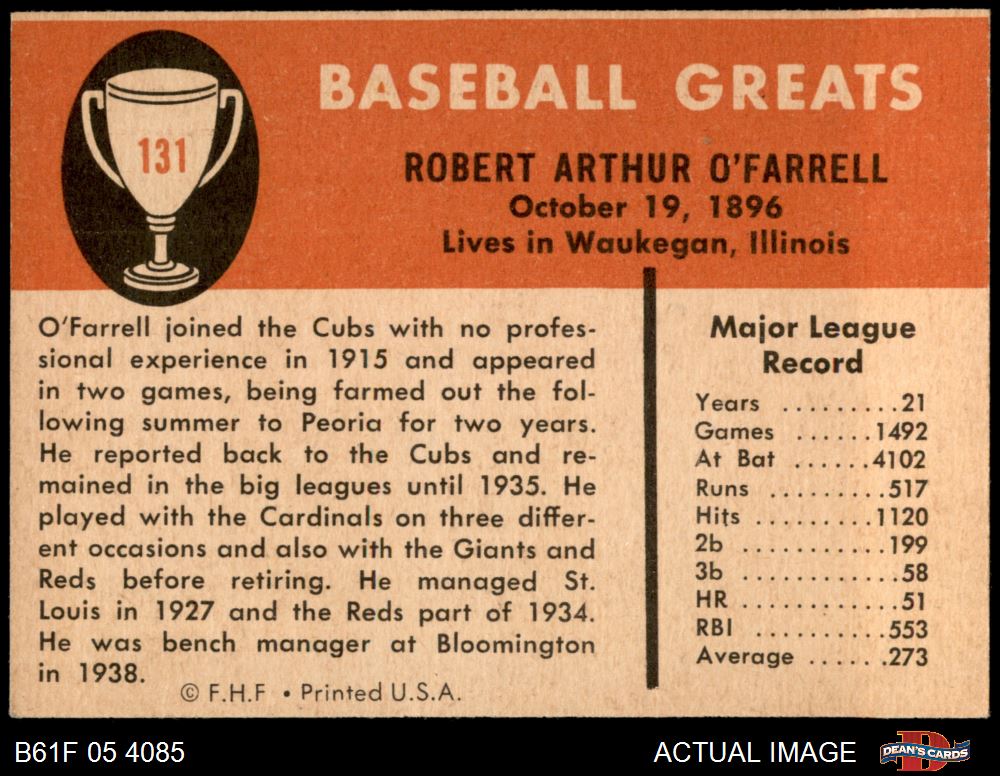 131
BASEBALL GREATS
ROBERT ARTHUR O'FARRELL
October 19, 1896
Lives in Waukegan, Illinois
O'Farrell joined the Cubs with no profes-
sional experience in 1915 and appeared
in two games, being farmed out the fol-
lowing summer to Peoria for two years.
He reported back to the Cubs and re-
mained in the big leagues until 1935. He
played with the Cardinals on three differ-
ent occasions and also with the Giants and
Reds before retiring. He managed St.
Louis in 1927 and the Reds part of 1934.
He was bench manager at Bloomington
in 1938.
© F.H.F • Printed U.S.A.
Major League
Record
Years .........21
Games ......1492
At Bat ......4102
Runs .........517
Hits .........1120
2b ...........199
3b ............58
HR ............51
RBI ..........553
Average ......273
B61F 05 4085
ACTUAL IMAGE
D
DEAN'S CARDS